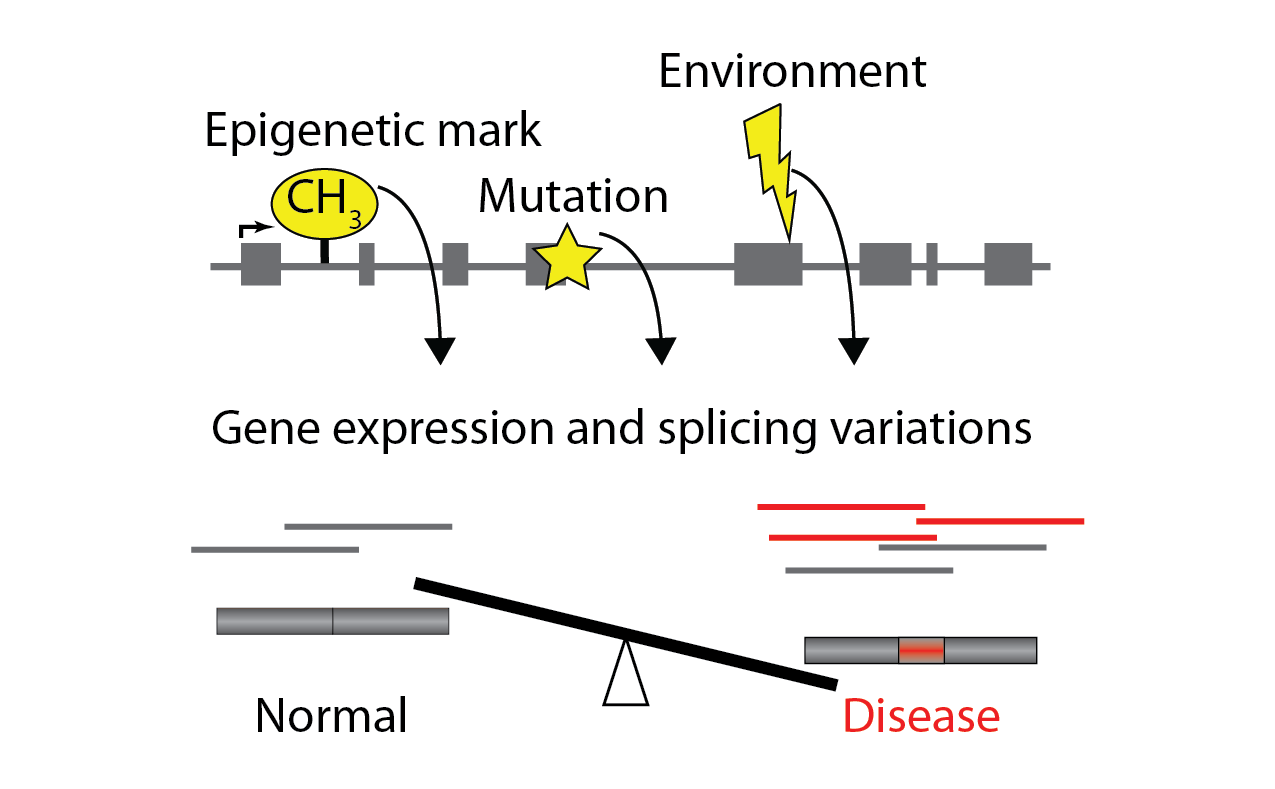 Environment
Epigenetic mark
CH3
Mutation
Gene expression and splicing variations
Normal
Disease